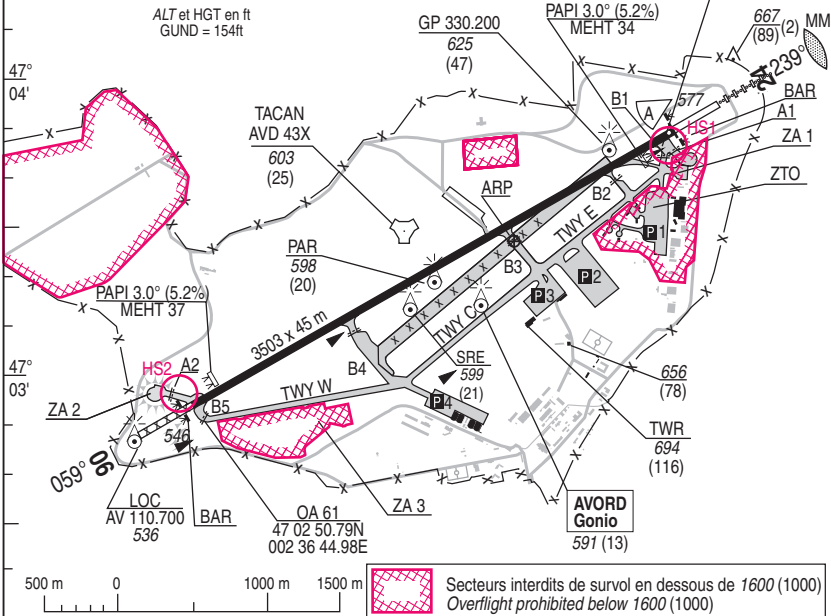 ALT et HGT en ft
GUND = 154ft
GP 330.200
625
(47)
PAPI 3.0° (5.2%)
MEHT 34
667
(89)
(2)
MM
239°
24
47°
04'
TACAN
AVD 43X
603
(25)
B1
A
577
BAR
HS1
A1
ZA 1
ZTO
ARP
B2
TWY E
P1
PAR
598
(20)
B3
P2
P3
PAPI 3.0° (5.2%)
MEHT 37
3503 x 45 m
TWY C
47°
03'
HS2
A2
B4
SRE
599
(21)
656
(78)
ZA 2
B5
TWY W
P4
546
TWR
694
(116)
059°
06
LOC
AV 110.700
536
BAR
OA 61
47 02 50.79N
002 36 44.98E
ZA 3
AVORD
Gonio
591 (13)
500 m
0
1000 m
1500 m
Secteurs interdits de survol en dessous de 1600 (1000)
Overflight prohibited below 1600 (1000)